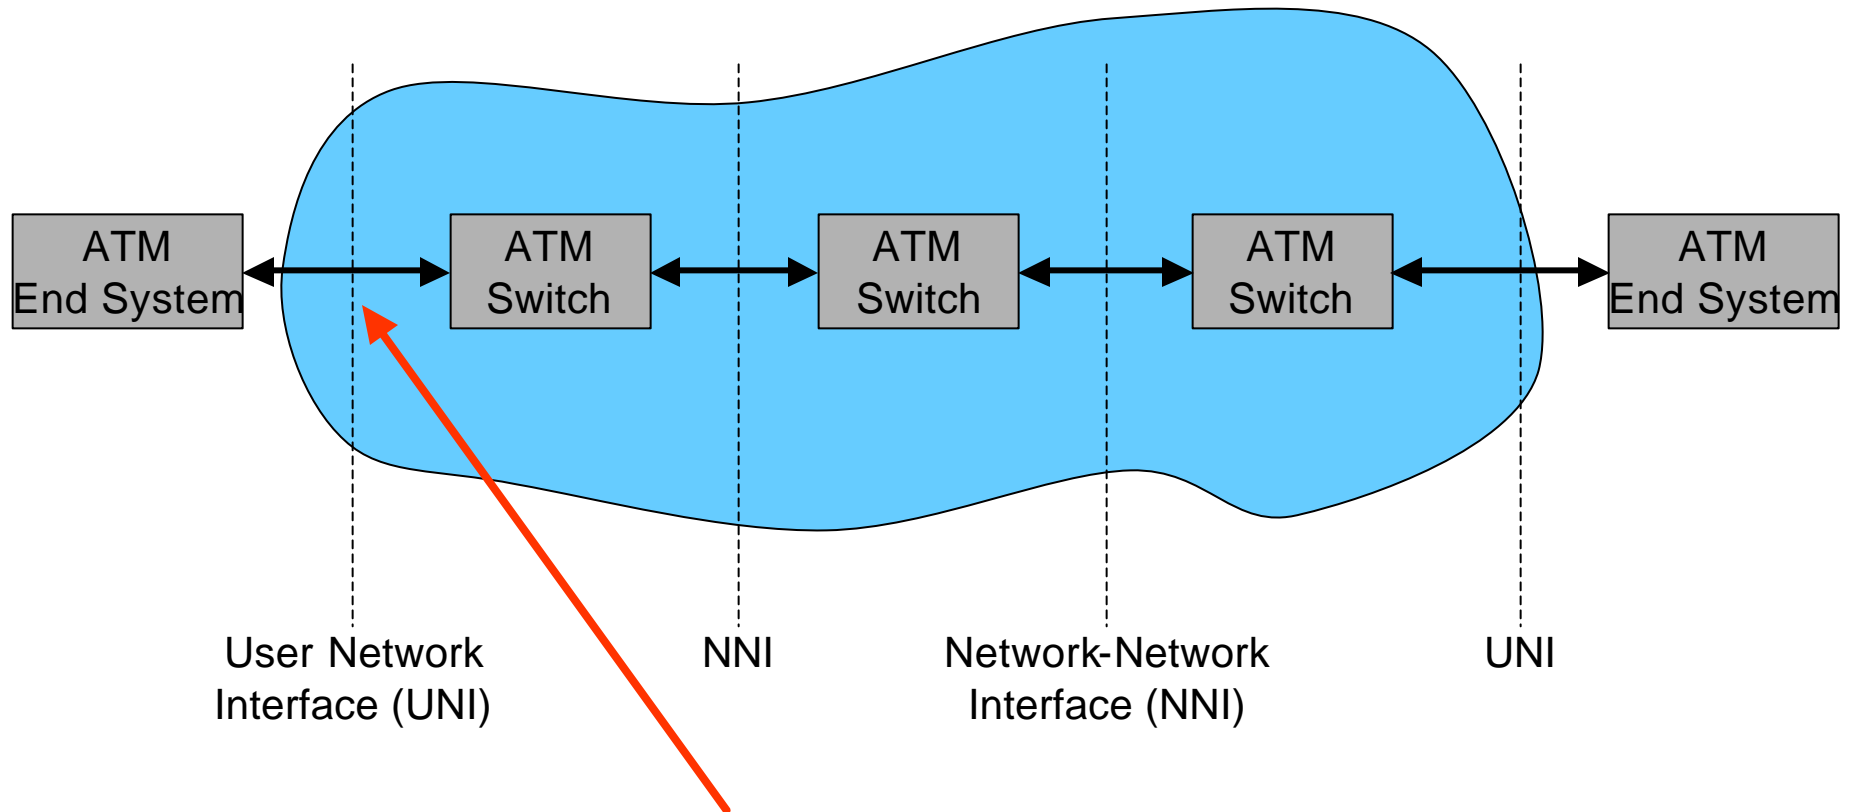 ATM
End System
ATM
Switch
ATM
Switch
ATM
Switch
ATM
End System
User Network
Interface (UNI)
NNI
Network-Network
Interface (NNI)
UNI